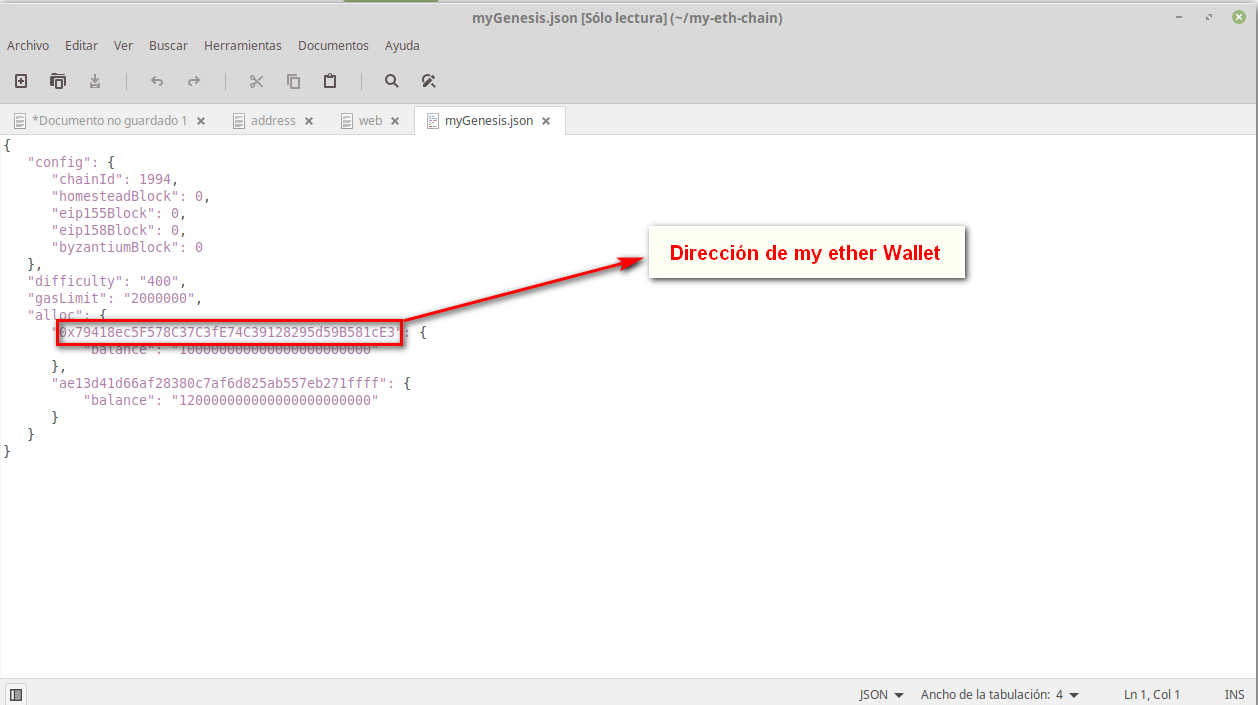 myGenesis.json [Sólo lectura] (~/my-eth-chain)
Archivo Editar Ver Buscar Herramientas Documentos Ayuda
*Documento no guardado 1 address web myGenesis.json
{
"config": {
"chainId": 1994,
"homesteadBlock": 0,
"eip155Block": 0,
"eip158Block": 0,
"byzantiumBlock": 0
},
"difficulty": "400",
"gasLimit": "2000000",
"alloc": {
"0x79418ec5F578C37C3fE74C39128295d59B581cE3": {
"balance": "100000000000000000000000"
},
"ae13d41d66af28380c7af6d825ab557eb271ffff": {
"balance": "120000000000000000000000"
}
}
}
Dirección de my ether Wallet
JSON Ancho de la tabulación: 4 Ln 1, Col 1 INS